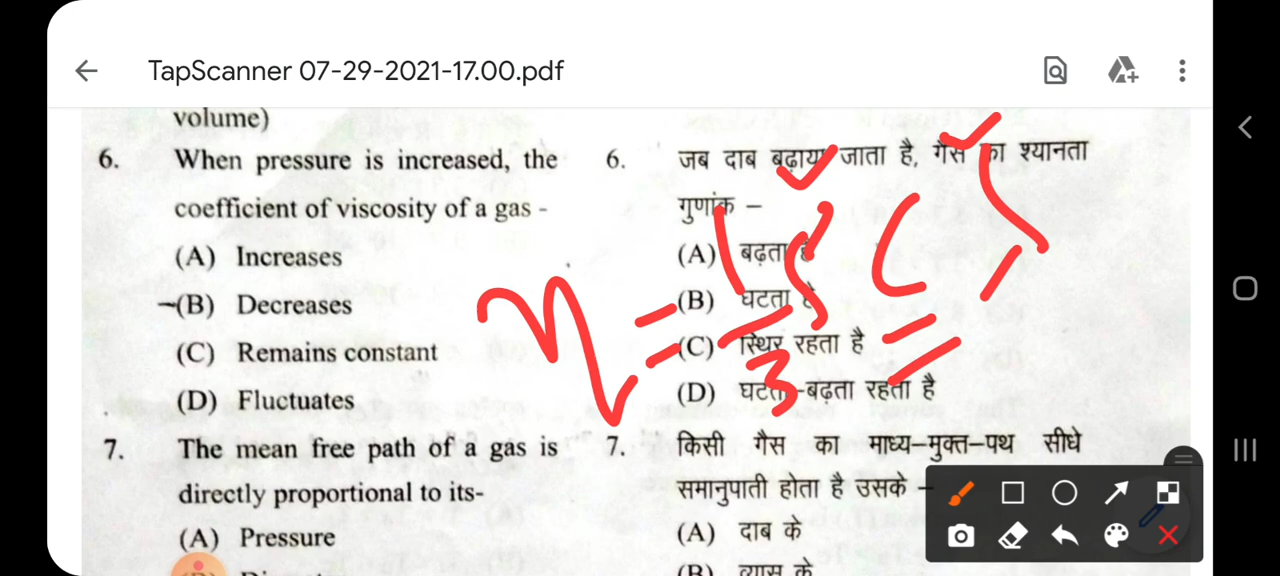 TapScanner 07-29-2021-17.00.pdf
volume)
6. When pressure is increased, the
coefficient of viscosity of a gas -
(A) Increases
(B) Decreases
(C) Remains constant
(D) Fluctuates
7. The mean free path of a gas is
directly proportional to its-
(A) Pressure
6. जब दाब बढ़ाया जाता है, गैस का श्यानता
गुणांक –
(A) बढ़ता है
(B) घटता है
(C) स्थिर रहता है
(D) घटता-बढ़ता रहता है
7. किसी गैस का माध्य-मुक्त-पथ सीधे
समानुपाती होता है उसके –
(A) दाब के
(B) व्यास के
η = 1
3